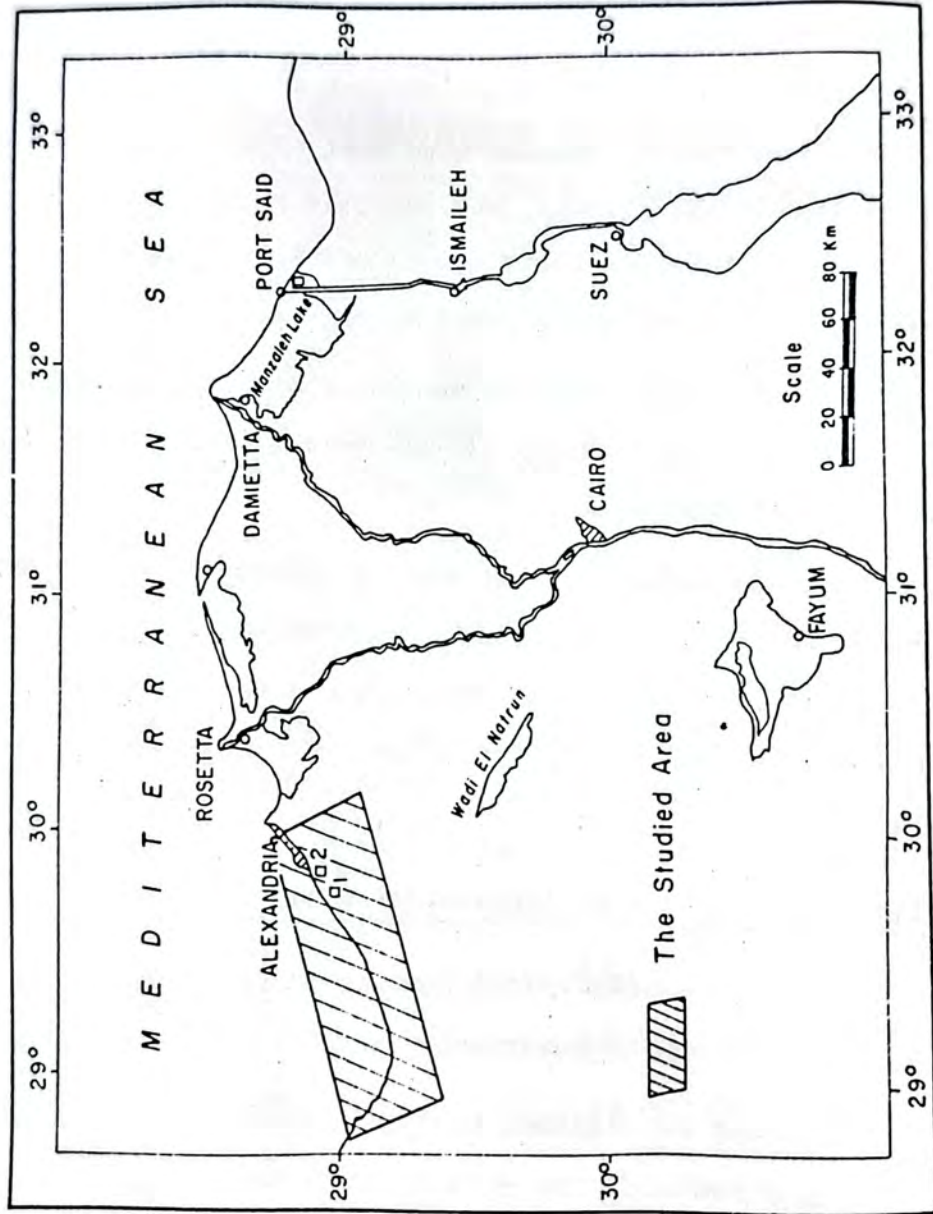 29°
30°
31°
32°
33°
MEDITERRANEAN SEA
29°
29°
30°
30°
ROSETTA
DAMIETTA
PORT SAID
Manzaleh Lake
ALEXANDRIA
2
1
ISMAILEH
Wadi El Natrun
CAIRO
SUEZ
FAYUM
The Studied Area
Scale
0 20 40 60 80 Km
29°
30°
31°
32°
33°